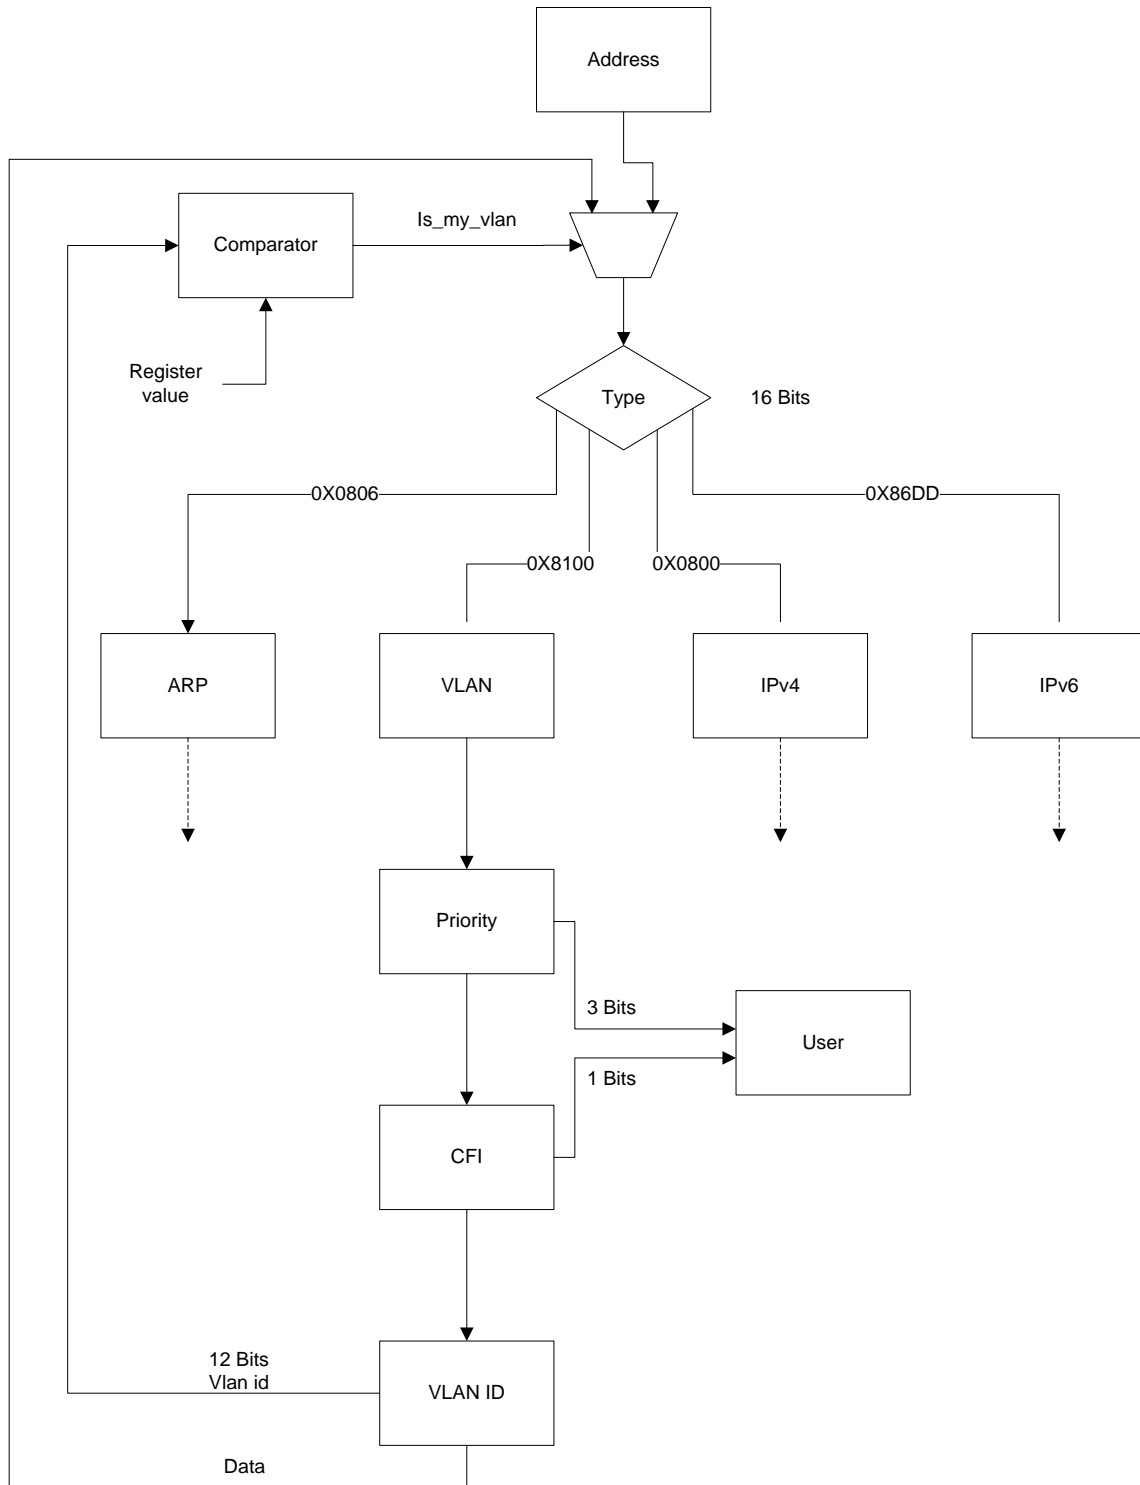 Address
Is_my_vlan
Comparator
Register
value
Type
16 Bits
0X0806
0X86DD
0X8100
0X0800
ARP
VLAN
IPv4
IPv6
Priority
3 Bits
User
1 Bits
CFI
12 Bits
Vlan id
VLAN ID
Data